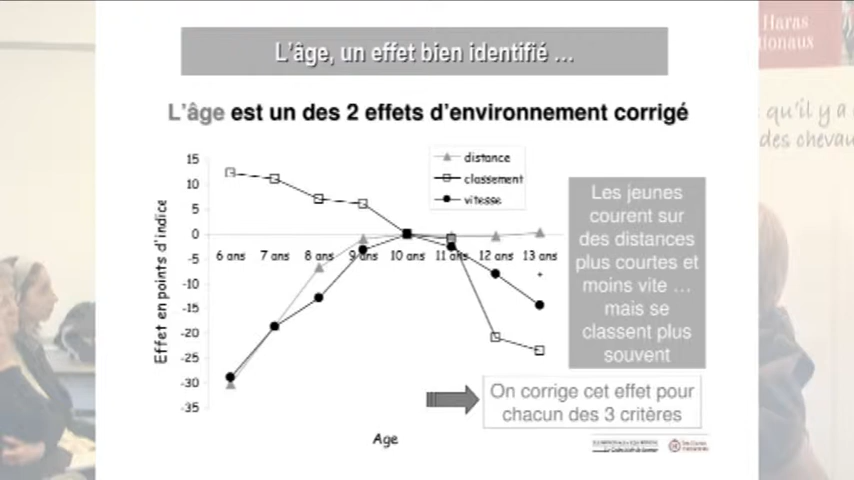 Haras
tionaux
qu'il y a
des chevau
L'âge, un effet bien identifié ...
L'âge est un des 2 effets d'environnement corrigé
distance
classement
vitesse
15
10
5
0
-5
-10
-15
-20
-25
-30
-35
Effet en points d'indice
6 ans 7 ans 8 ans 9 ans 10 ans 11 ans 12 ans 13 ans
+
Age
Les jeunes
courent sur
des distances
plus courtes et
moins vite ...
mais se
classent plus
souvent
On corrige cet effet pour
chacun des 3 critères